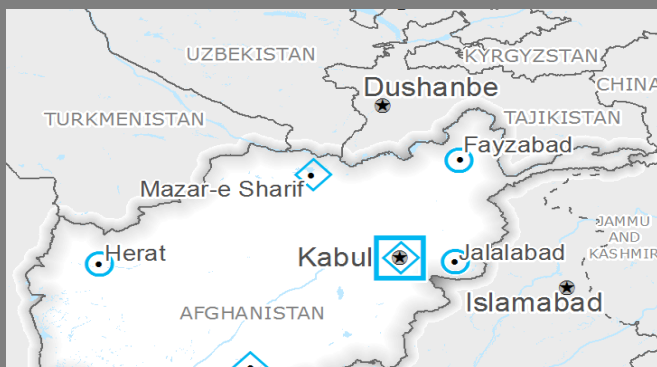 UZBEKISTAN
KYRGYZSTAN
CHINA
Dushanbe
TURKMENISTAN
TAJIKISTAN
Fayzabad
Mazar-e Sharif
JAMMU
AND
KASHMIR
Herat
Kabul
Jalalabad
Islamabad
AFGHANISTAN